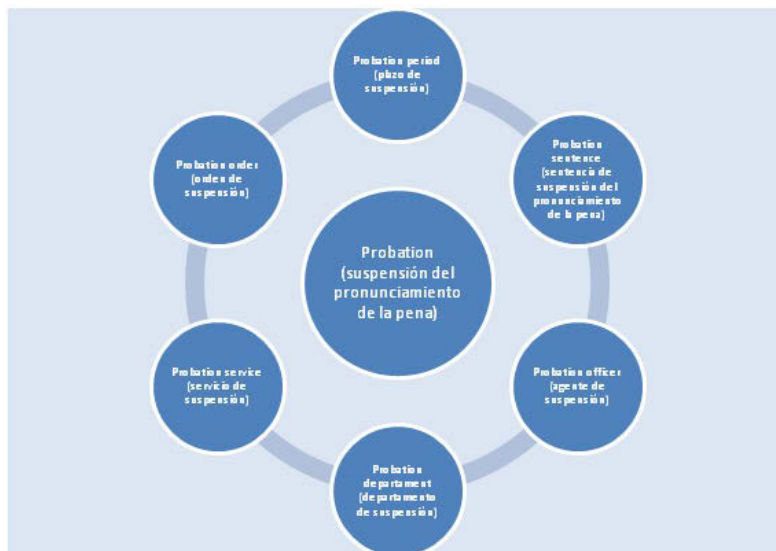 Probation period
(plazo de
suspensión)
Probation
sentence
(sentencia de
suspensión del
pronunciamiento
de la pena)
Probation officer
(agente de
suspensión)
Probation
departament
(departamento
de suspensión)
Probation service
(servicio de
suspensión)
Probation order
(orden de
suspensión)
Probation
(suspensión del
pronunciamiento
de la pena)